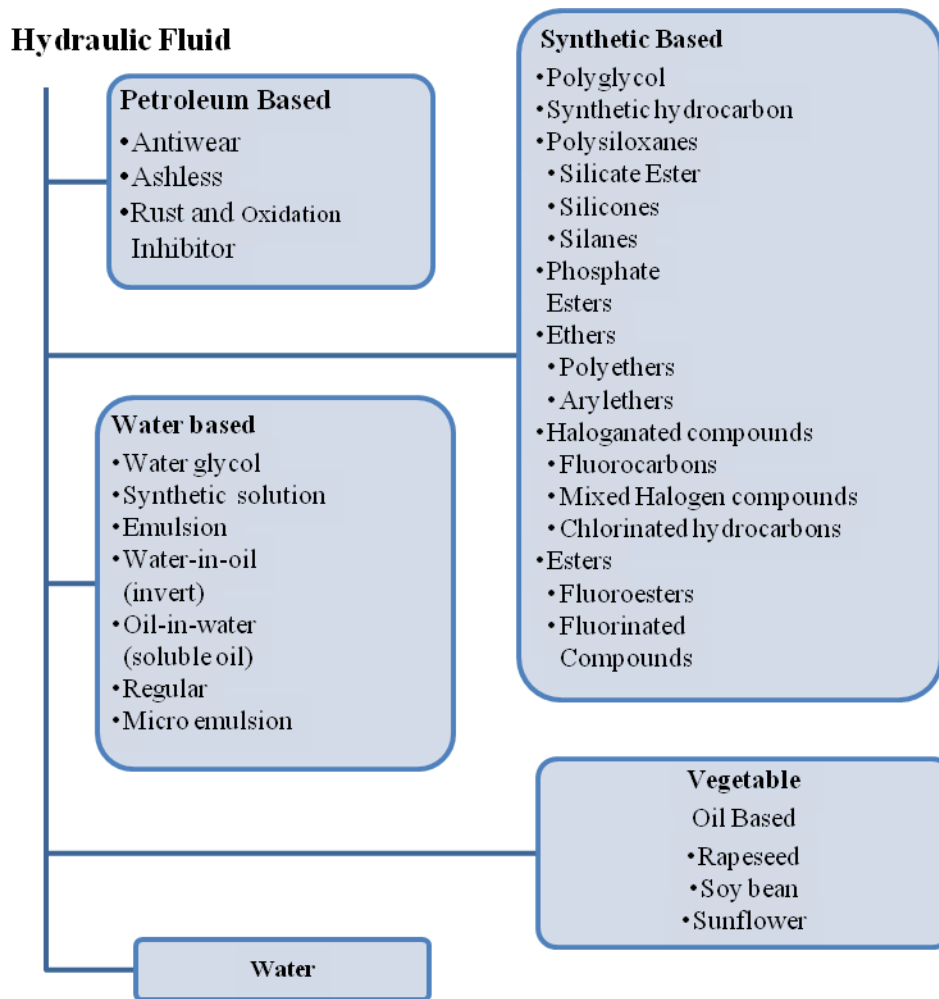 Hydraulic Fluid
Petroleum Based
•Antiwear
•Ashless
•Rust and Oxidation
Inhibitor
Synthetic Based
•Polyglycol
•Synthetic hydrocarbon
•Polysiloxanes
•Silicate Ester
•Silicones
•Silanes
•Phosphate
Esters
•Ethers
•Polyethers
•Arylethers
•Haloganated compounds
•Fluorocarbons
•Mixed Halogen compounds
•Chlorinated hydrocarbons
•Esters
•Fluoroesters
•Fluorinated
Compounds
Water based
•Water glycol
•Synthetic solution
•Emulsion
•Water-in-oil
(invert)
•Oil-in-water
(soluble oil)
•Regular
•Micro emulsion
Vegetable
Oil Based
•Rapeseed
•Soy bean
•Sunflower
Water